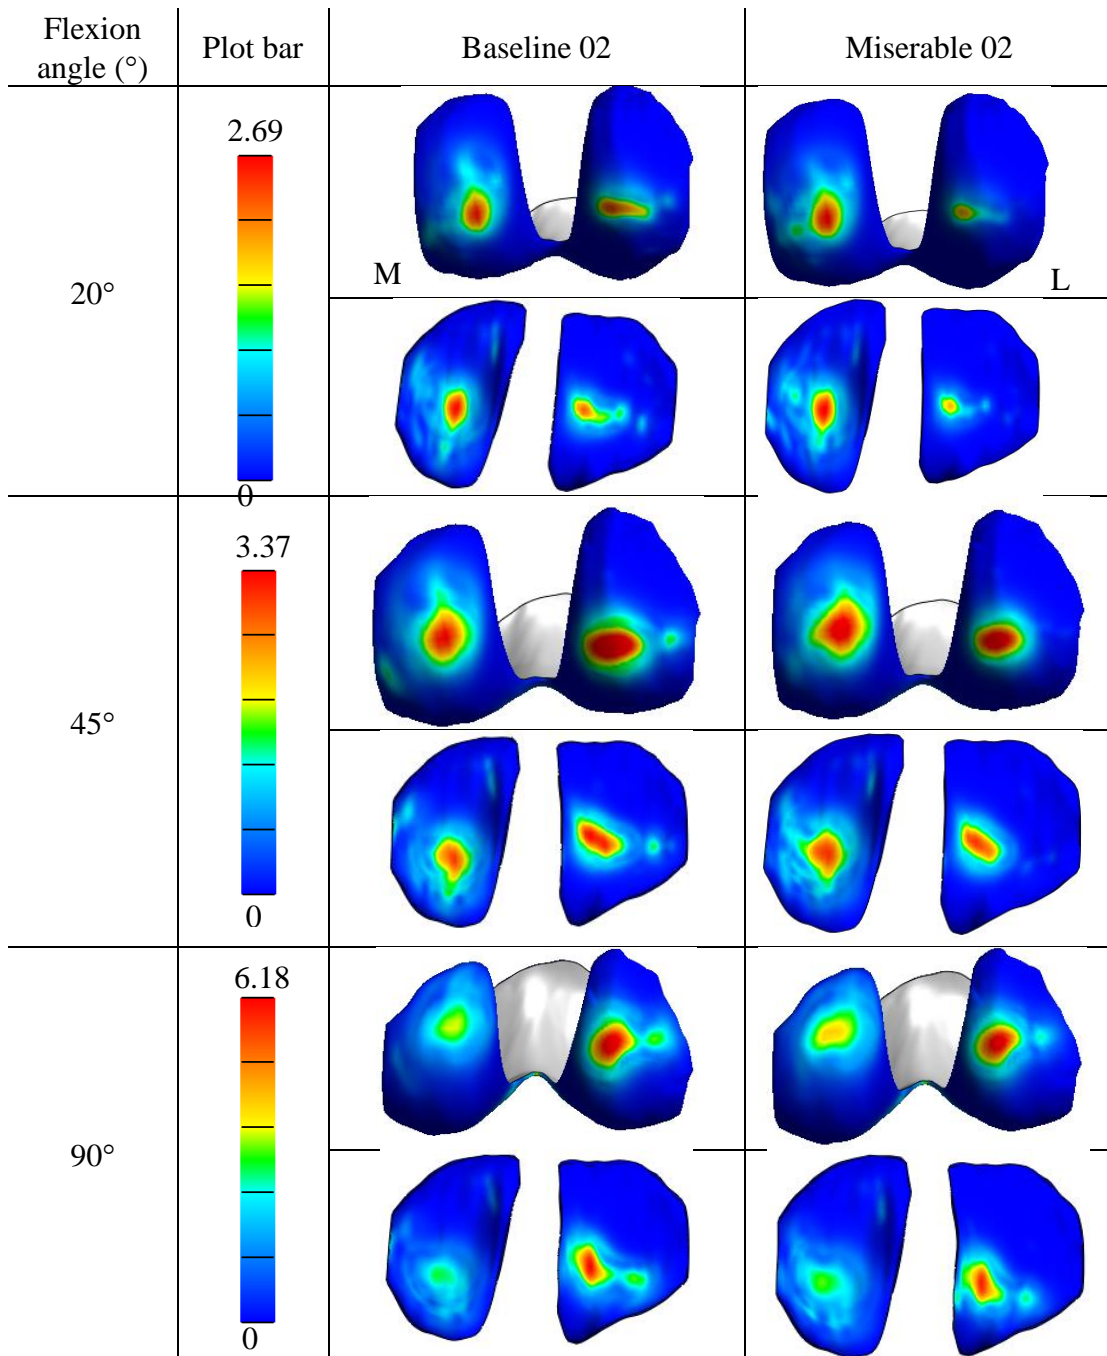 Flexion
angle (°)
Plot bar
Baseline 02
Miserable 02
20°
2.69
0
M
L
45°
3.37
0
90°
6.18
0